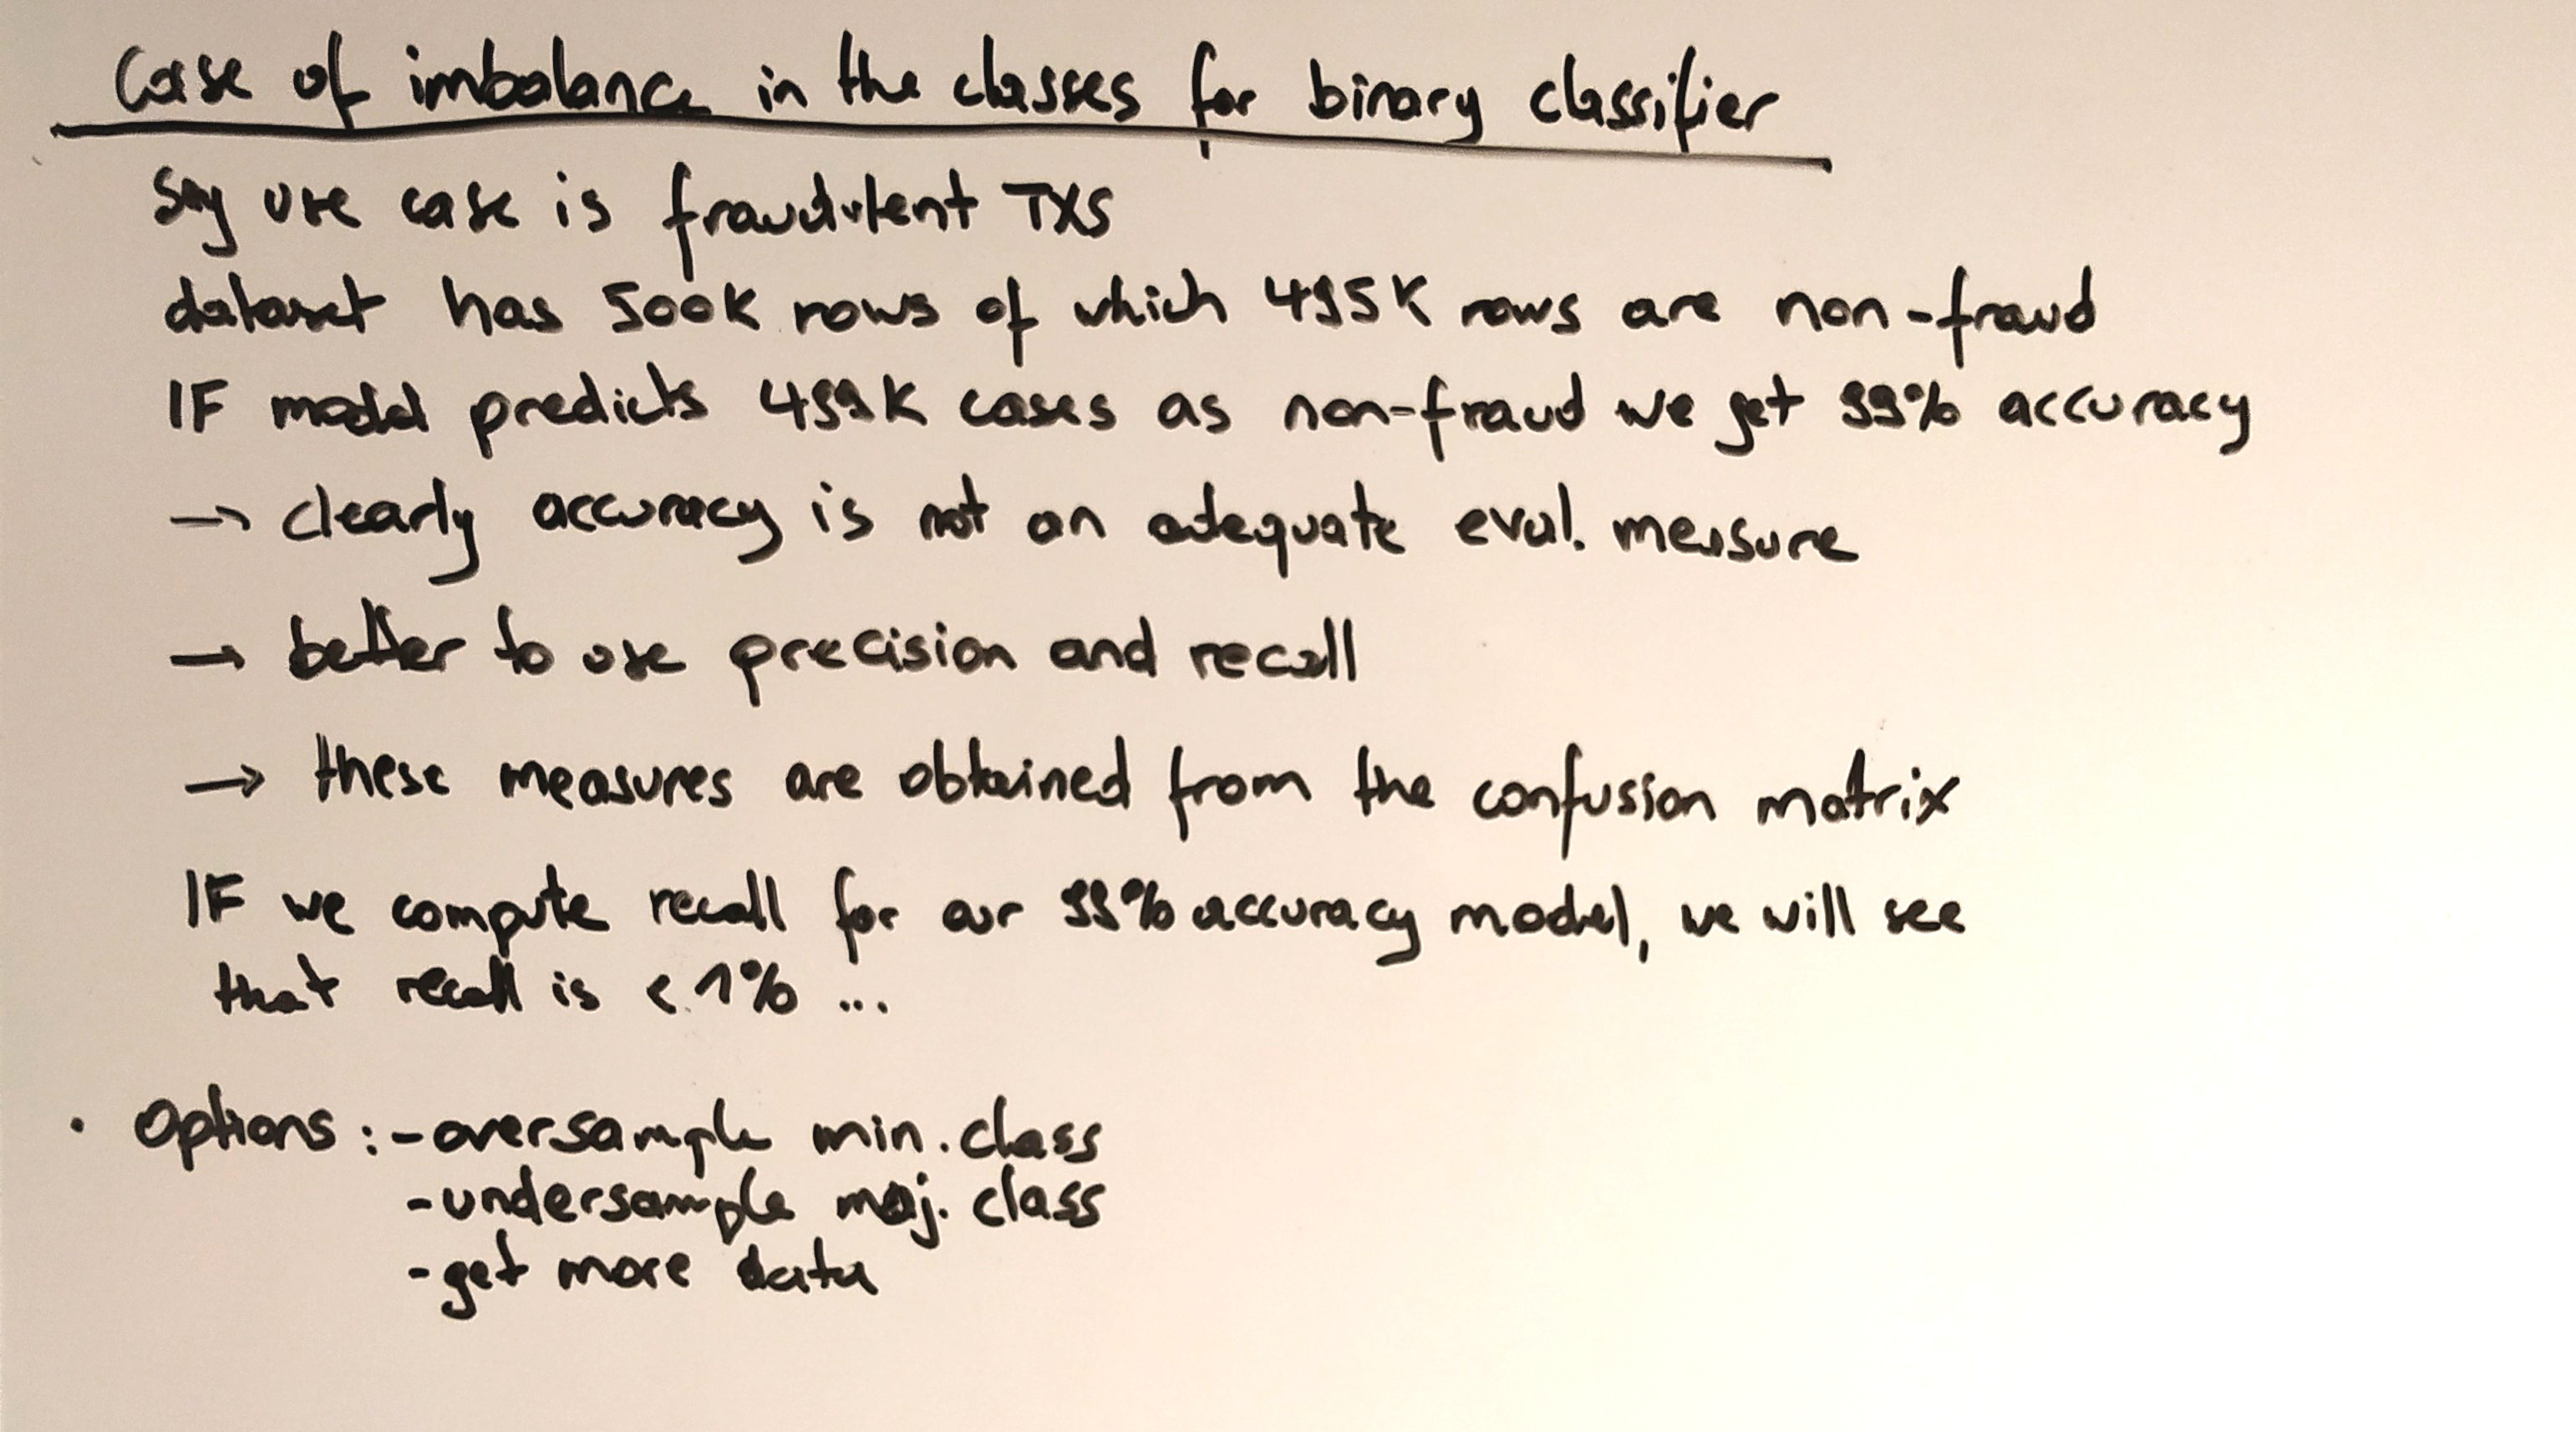 Case of imbalance in the classes for binary classifier
Say use case is fraudulent TXS
dataset has 500K rows of which 495K rows are non-fraud
IF model predicts 499K cases as non-fraud we get 99% accuracy
→ clearly accuracy is not an adequate eval. measure
→ better to use precision and recall
→ these measures are obtained from the confusion matrix
IF we compute recall for our 99% accuracy model, we will see
that recall is < 1% ...
· Options: - oversample min. class
- undersample maj. class
- get more data